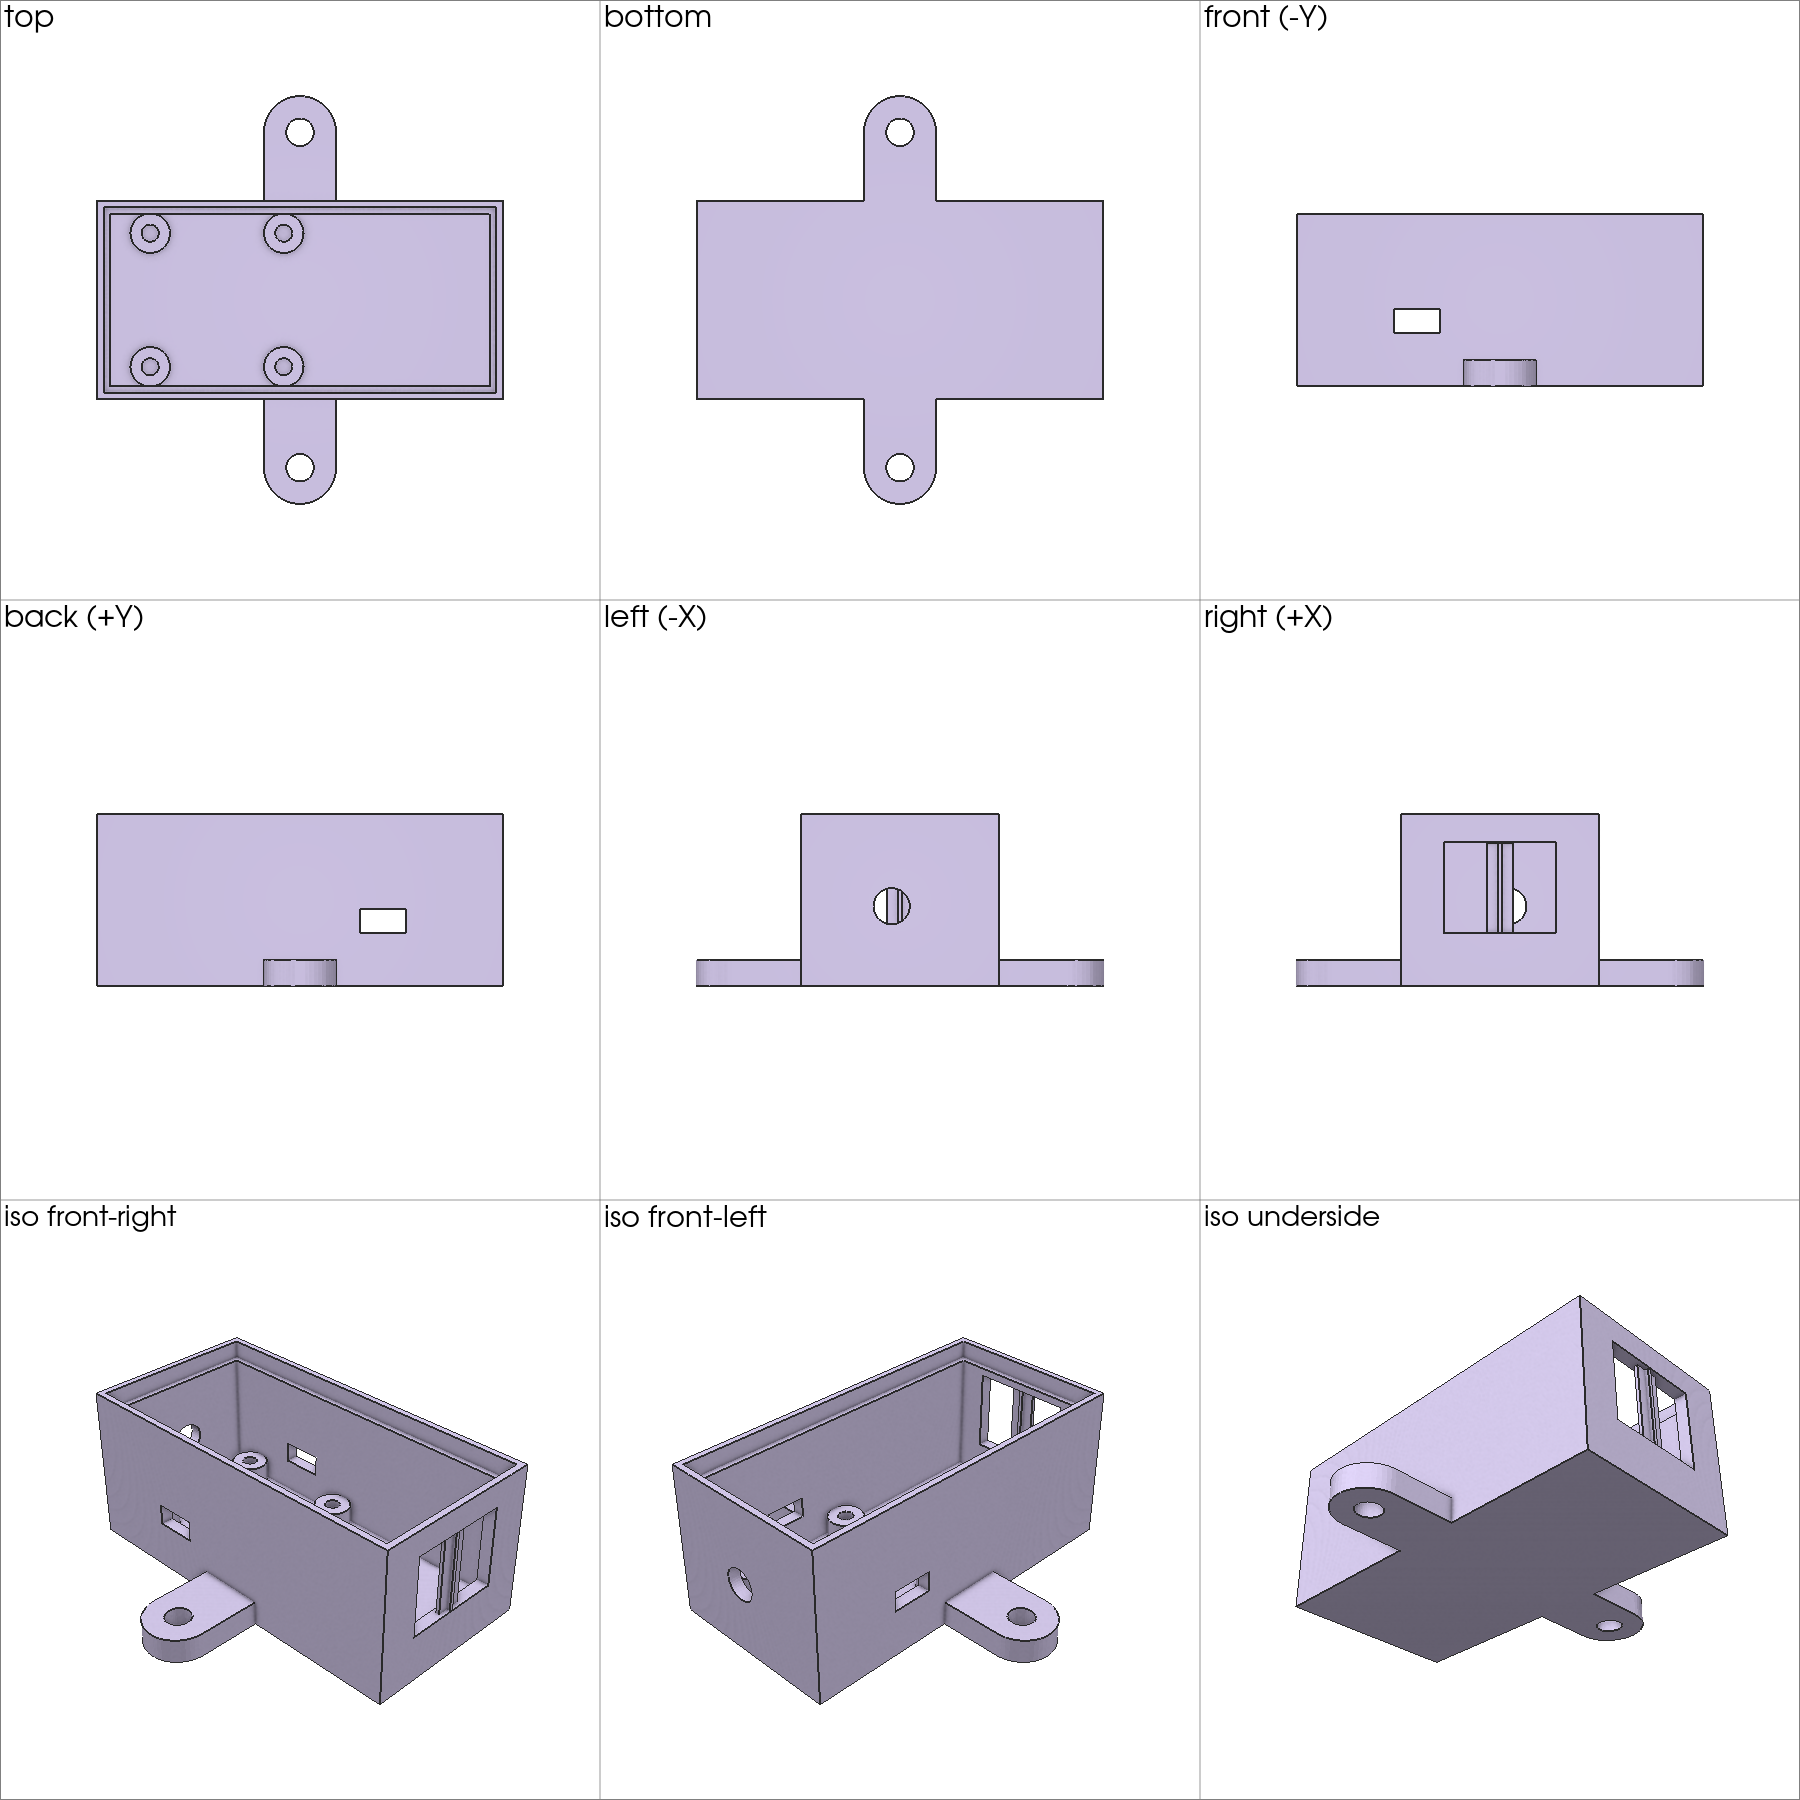 top
bottom
front (-Y)
back (+Y)
left (-X)
right (+X)
iso front-right
iso front-left
iso underside